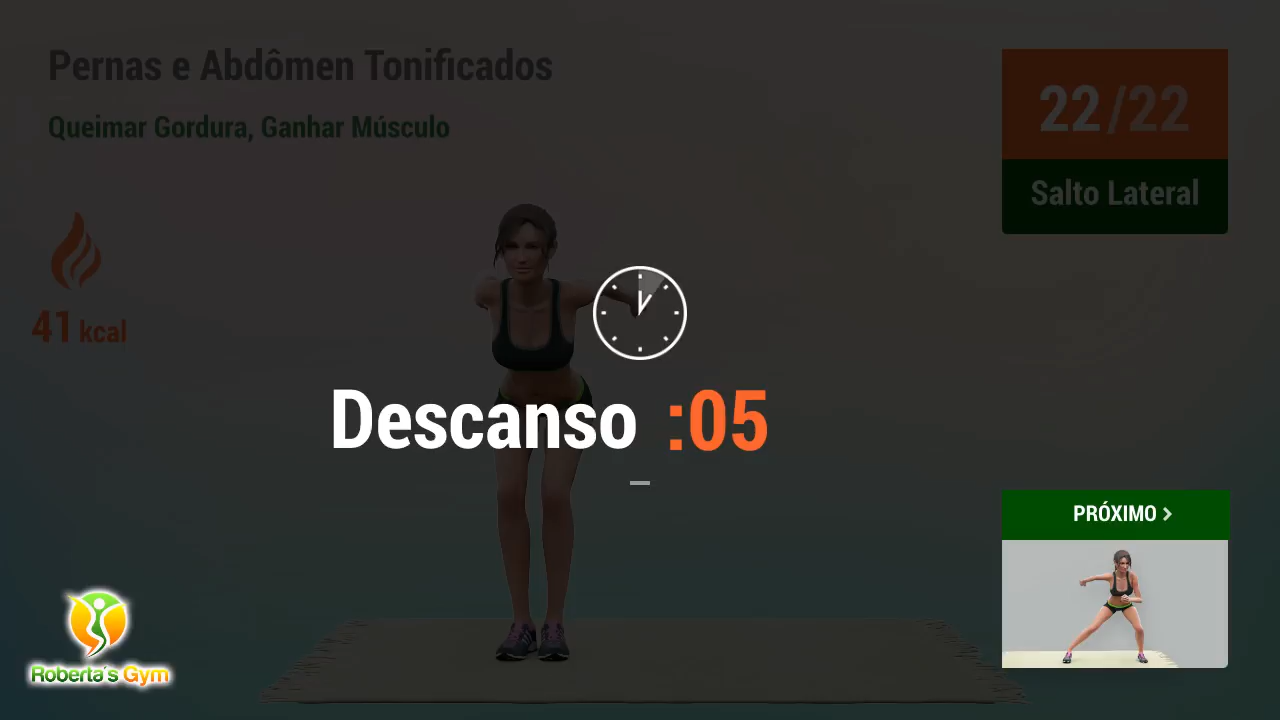 Pernas e Abdômen Tonificados
Queimar Gordura, Ganhar Músculo
22/22
Salto Lateral
41 kcal
Descanso :05
PRÓXIMO >
Roberta´s Gym